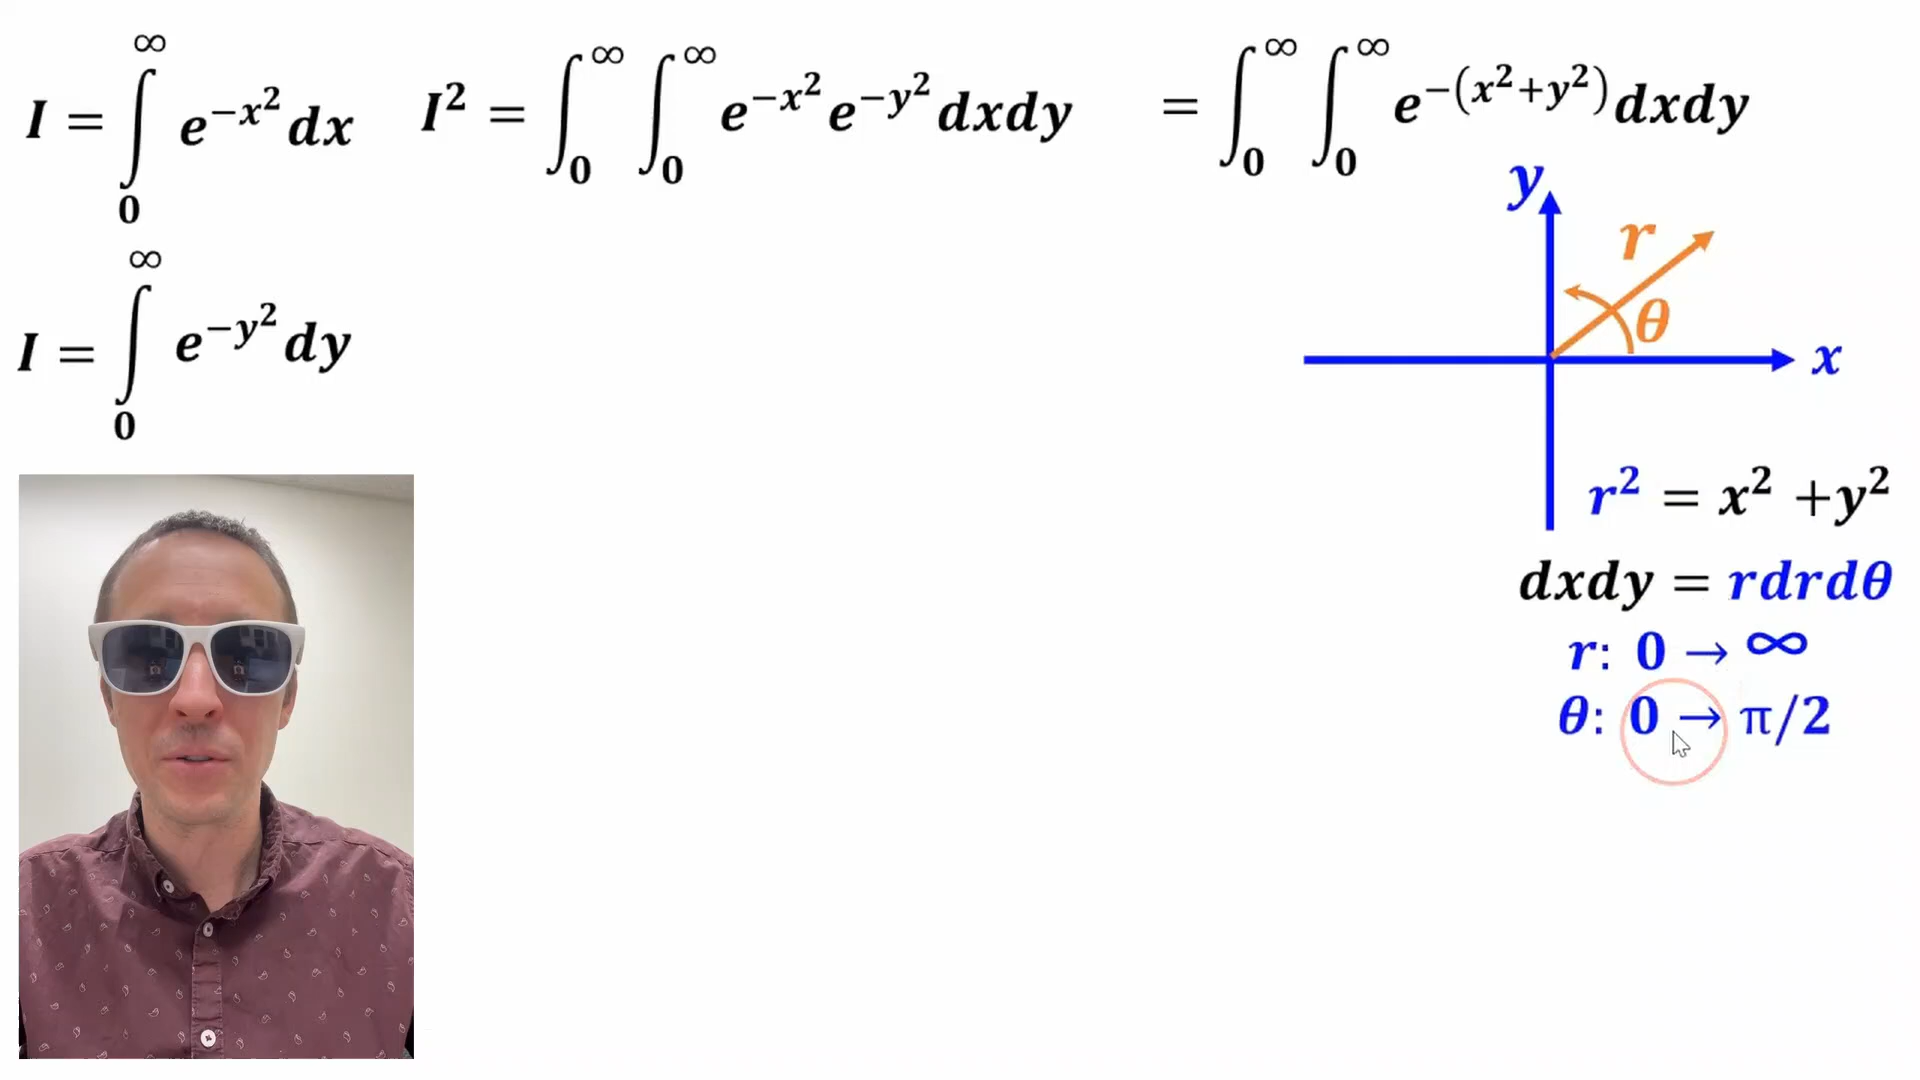 I = ∫₀^∞ e^{-x²} dx
I² = ∫₀^∞ ∫₀^∞ e^{-x²} e^{-y²} dxdy
= ∫₀^∞ ∫₀^∞ e^{-(x²+y²)} dxdy
I = ∫₀^∞ e^{-y²} dy
y
r
θ
x
r² = x² + y²
dxdy = rdrdθ
r: 0 → ∞
θ: 0 → π/2